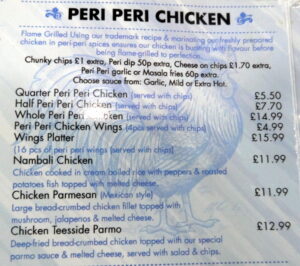 PERI PERI CHICKEN
Flame Grilled Using our trademark recipe & marinating our freshly prepared
chicken in peri-peri spices ensures our chicken is bursting with flavour before
being flame-grilled to perfection.
Chunky chips £1 extra, Peri dip 50p extra, Cheese on chips £1.70 extra,
Peri Peri garlic or Masala fries 60p extra.
Choose sauce from: Garlic, Mild or Extra Hot.
Quarter Peri Peri Chicken (served with chips) £5.50
Half Peri Peri Chicken (served with chips) £7.70
Whole Peri Peri Chicken (served with chips) £14.99
Peri Peri Chicken Wings (4pcs served with chips) £4.99
Wings Platter £15.99
(16 pcs of peri peri wings) (served with chips)
Nambali Chicken £11.99
Chicken cooked in cream boiled rice with peppers & roasted
potatoes fish topped with melted cheese.
Chicken Parmesan (Mexican style) £11.99
Large bread-crumbed chicken fillet topped with
mushroom, jalapenos & melted cheese.
Chicken Teesside Parmo £12.99
Deep-fried bread-crumbed chicken topped with our special
parmo sauce & melted cheese, served with salad & chips.